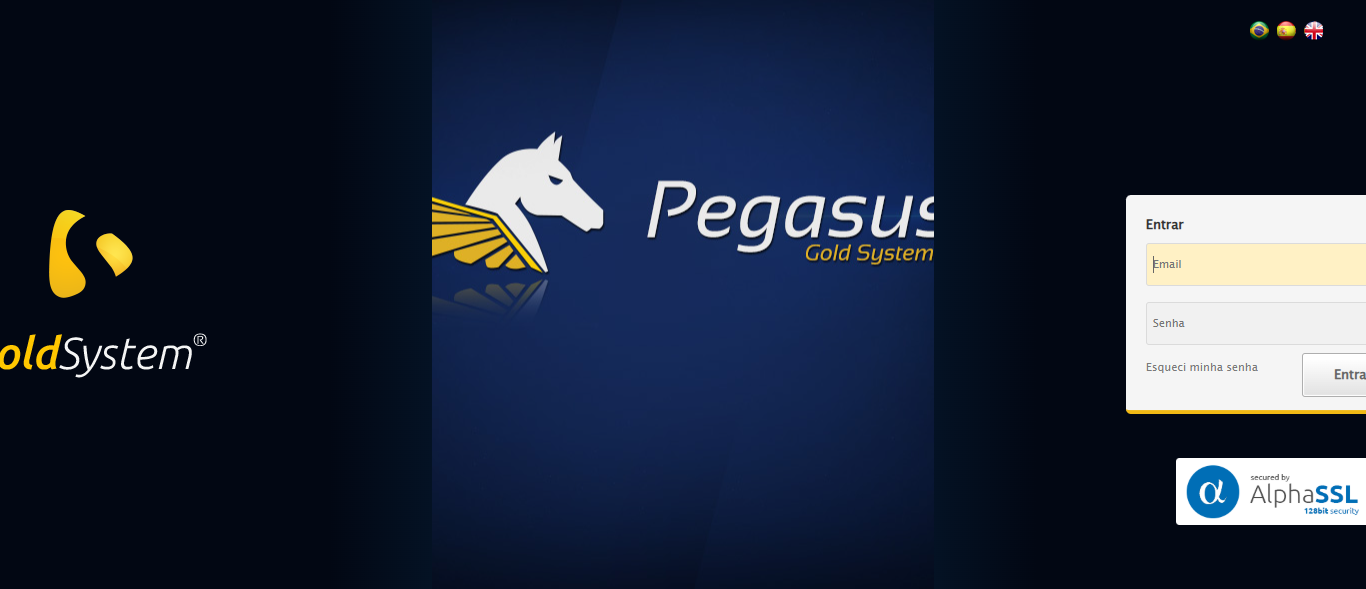 oldSystem®
Pegasus
Gold System
Entrar
Email
Senha
Esqueci minha senha
Entra
α
secured by
AlphaSSL
128bit security